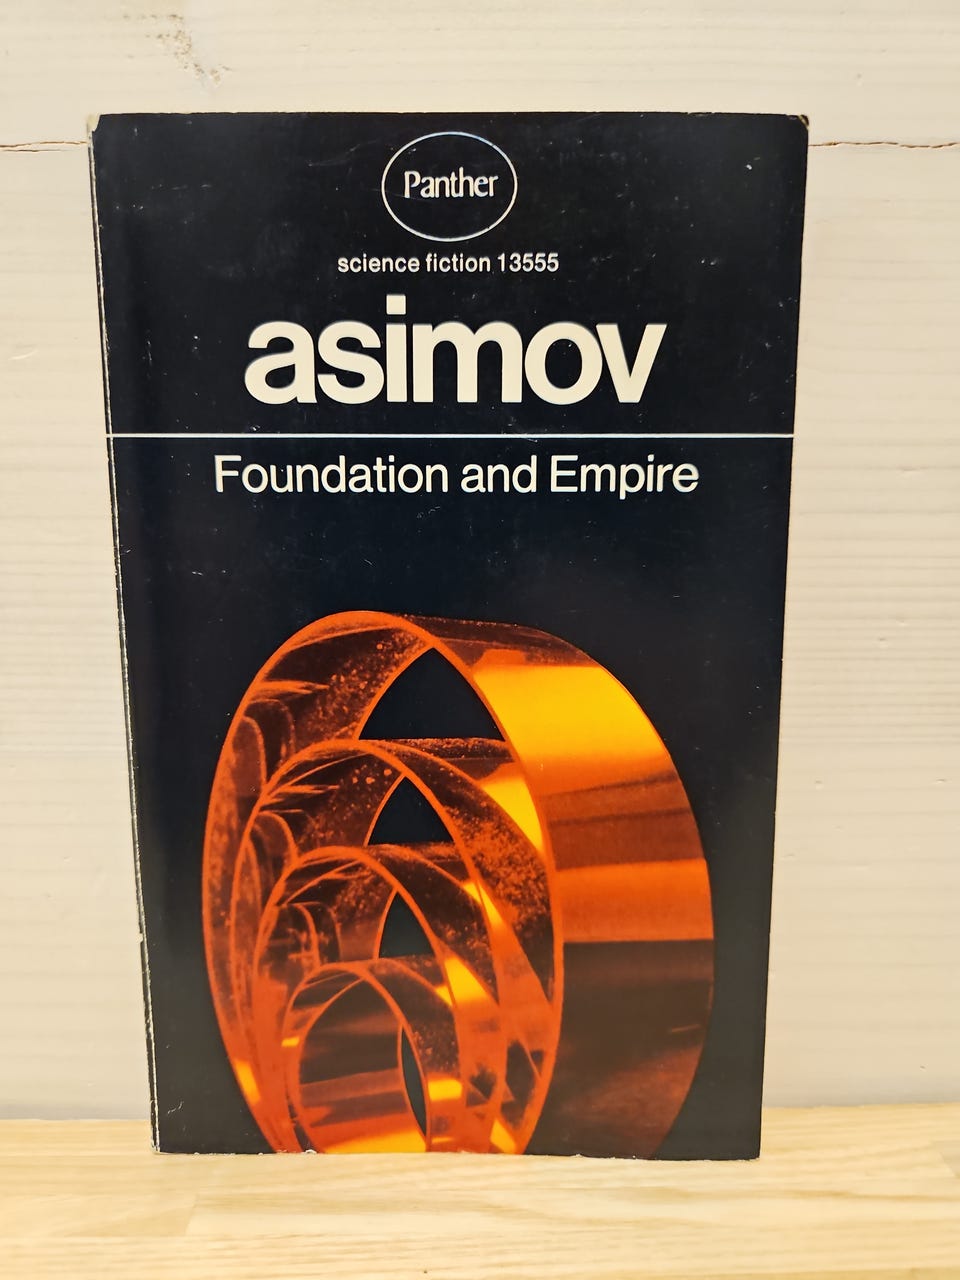 Panther
science fiction 13555
asimov
Foundation and Empire